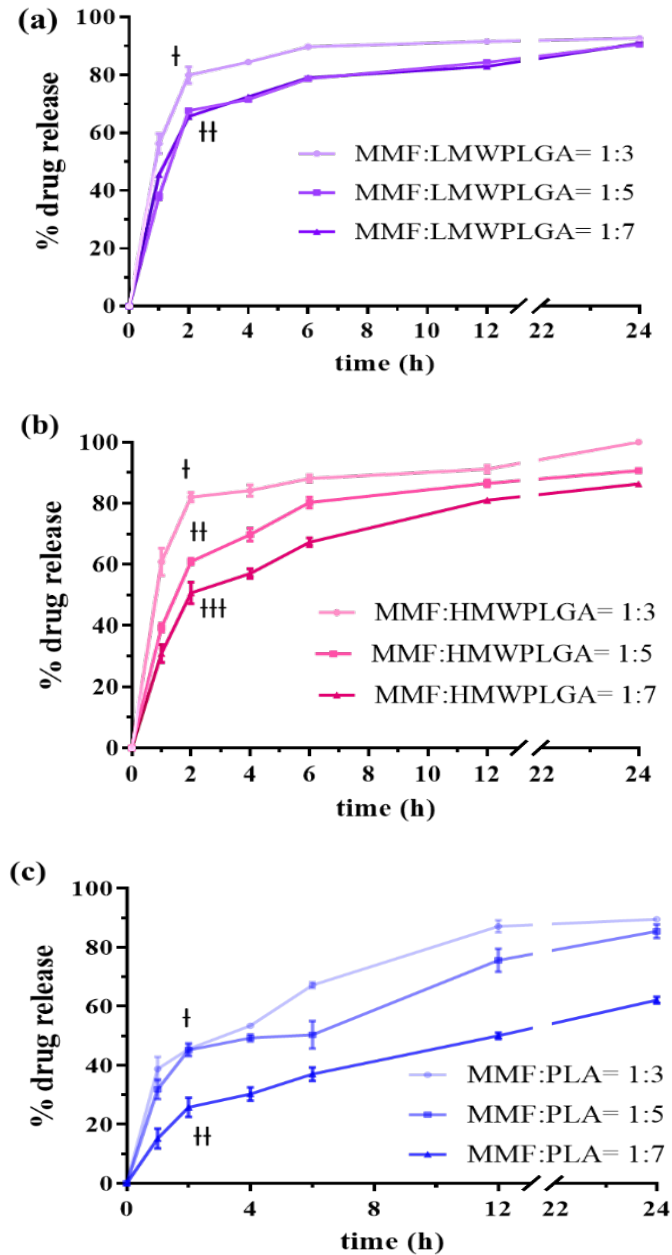 (a)
100
80
60
40
20
0
% drug release
ƚ
ƚƚ
MMF:LMWPLGA= 1:3
MMF:LMWPLGA= 1:5
MMF:LMWPLGA= 1:7
0 2 4 6 8 10 12 22 24
time (h)
(b)
100
80
60
40
20
0
% drug release
ƚ
ƚƚ
ƚƚƚ
MMF:HMWPLGA= 1:3
MMF:HMWPLGA= 1:5
MMF:HMWPLGA= 1:7
0 2 4 6 8 10 12 22 24
time (h)
(c)
100
80
60
40
20
0
% drug release
ƚ
ƚƚ
MMF:PLA= 1:3
MMF:PLA= 1:5
MMF:PLA= 1:7
0 4 8 12 22 24
time (h)